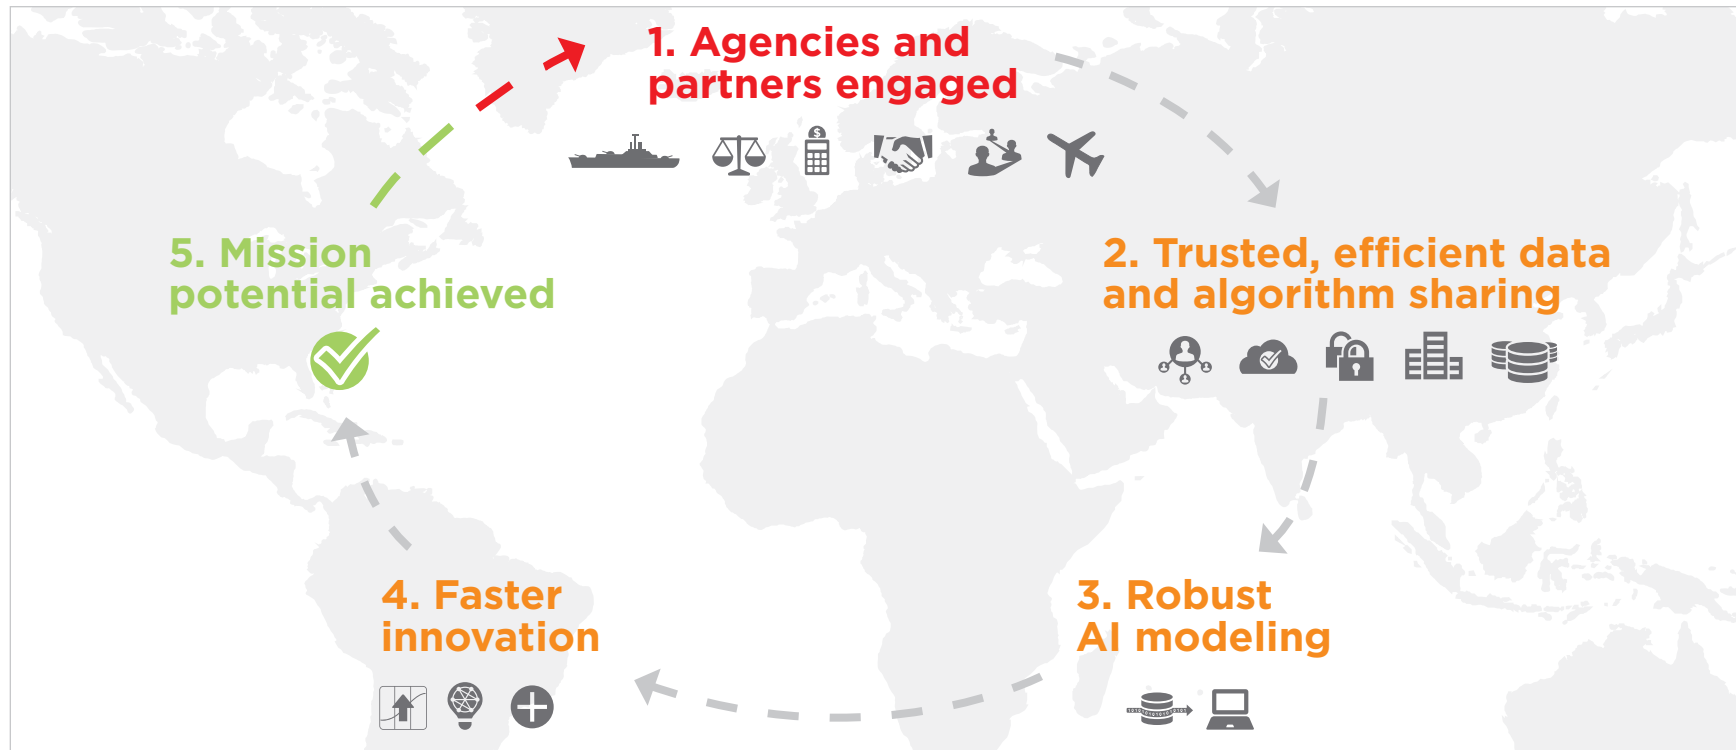 1. Agencies and
partners engaged
$
5. Mission
potential achieved
2. Trusted, efficient data
and algorithm sharing
4. Faster
innovation
3. Robust
AI modeling